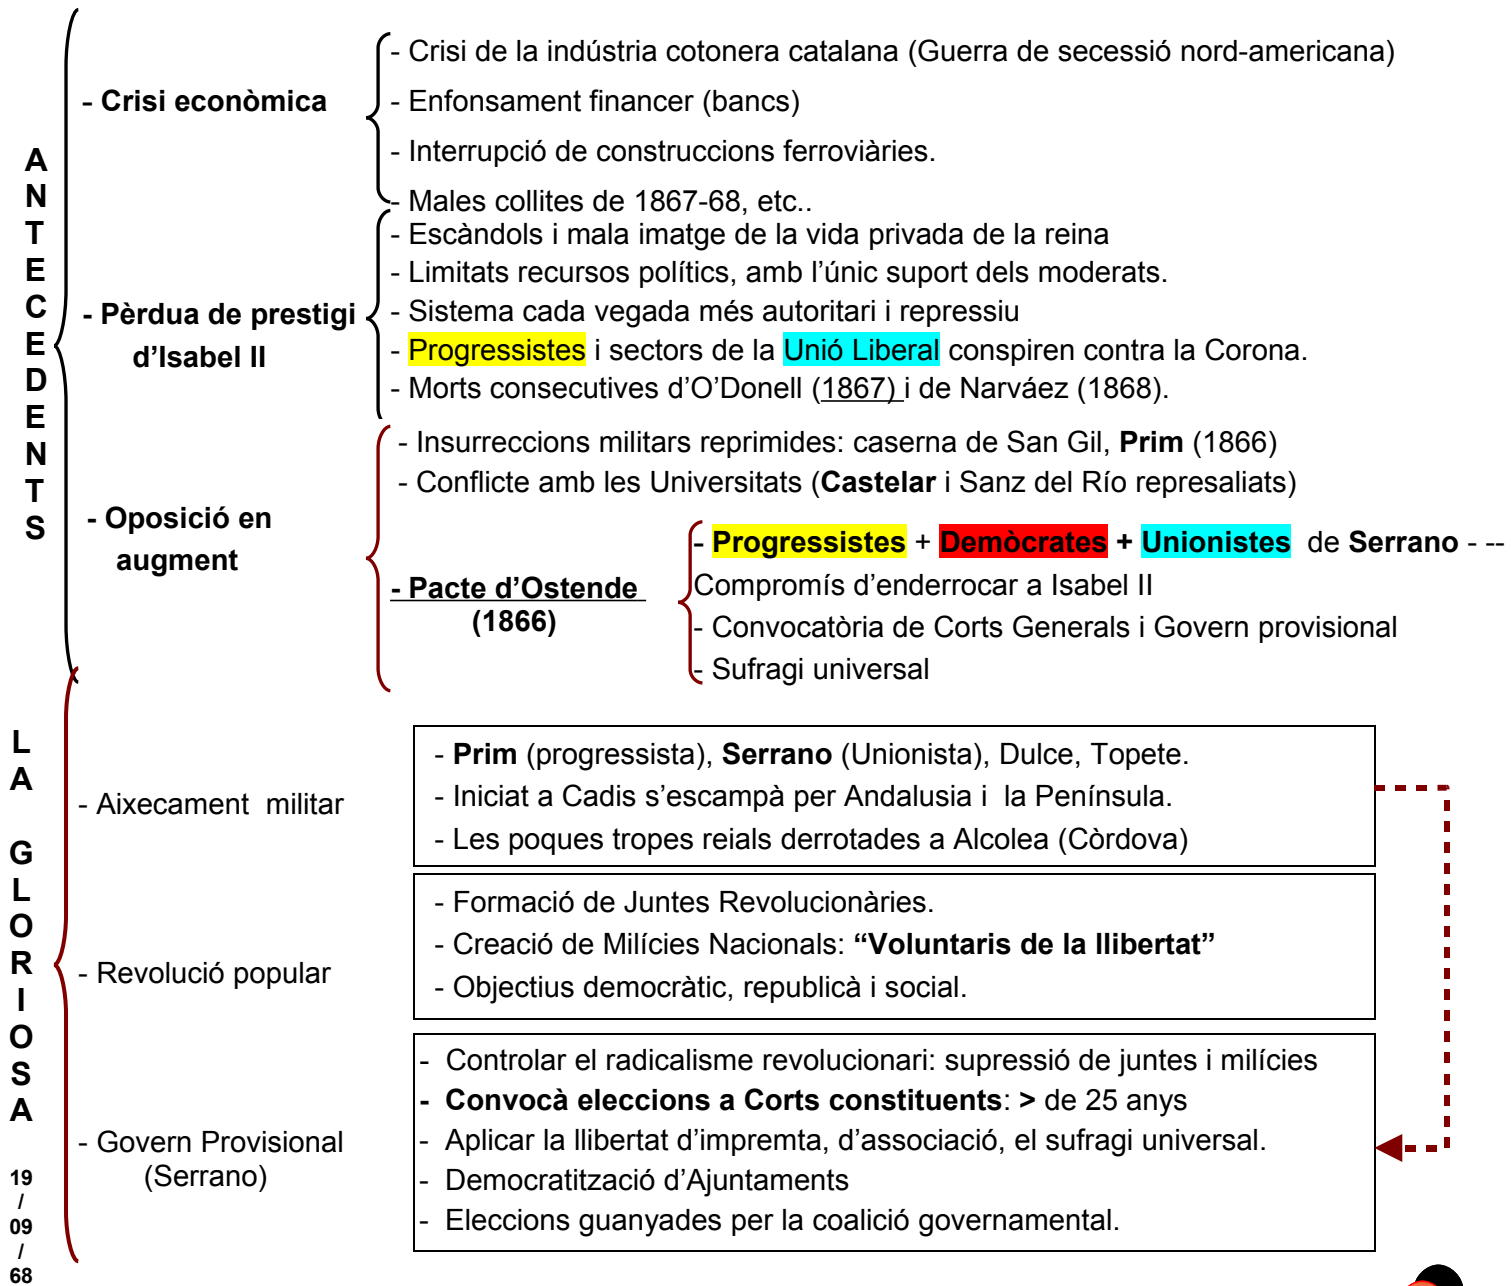 ANTECEDENTS
- Crisi econòmica
- Crisi de la indústria cotonera catalana (Guerra de secessió nord-americana)
- Enfonsament financer (bancs)
- Interrupció de construccions ferroviàries.
- Males collites de 1867-68, etc..
- Pèrdua de prestigi
d’Isabel II
- Escàndols i mala imatge de la vida privada de la reina
- Limitats recursos polítics, amb l’únic suport dels moderats.
- Sistema cada vegada més autoritari i repressiu
- Progressistes i sectors de la Unió Liberal conspiren contra la Corona.
- Morts consecutives d’O’Donell (1867) i de Narváez (1868).
- Oposició en
augment
- Insurreccions militars reprimides: caserna de San Gil, Prim (1866)
- Conflicte amb les Universitats (Castelar i Sanz del Río represaliats)
- Pacte d’Ostende
(1866)
- Progressistes + Demòcrates + Unionistes de Serrano - --
Compromís d’enderrocar a Isabel II
- Convocatòria de Corts Generals i Govern provisional
- Sufragi universal
LA GLORIOSA
19
/
09
/
68
- Aixecament militar
- Prim (progressista), Serrano (Unionista), Dulce, Topete.
- Iniciat a Cadis s’escampà per Andalusia i la Península.
- Les poques tropes reials derrotades a Alcolea (Còrdova)
- Revolució popular
- Formació de Juntes Revolucionàries.
- Creació de Milícies Nacionals: “Voluntaris de la llibertat”
- Objectius democràtic, republicà i social.
- Govern Provisional
(Serrano)
- Controlar el radicalisme revolucionari: supressió de juntes i milícies
- Convocà eleccions a Corts constituents: > de 25 anys
- Aplicar la llibertat d’impremta, d’associació, el sufragi universal.
- Democratització d’Ajuntaments
- Eleccions guanyades per la coalició governamental.